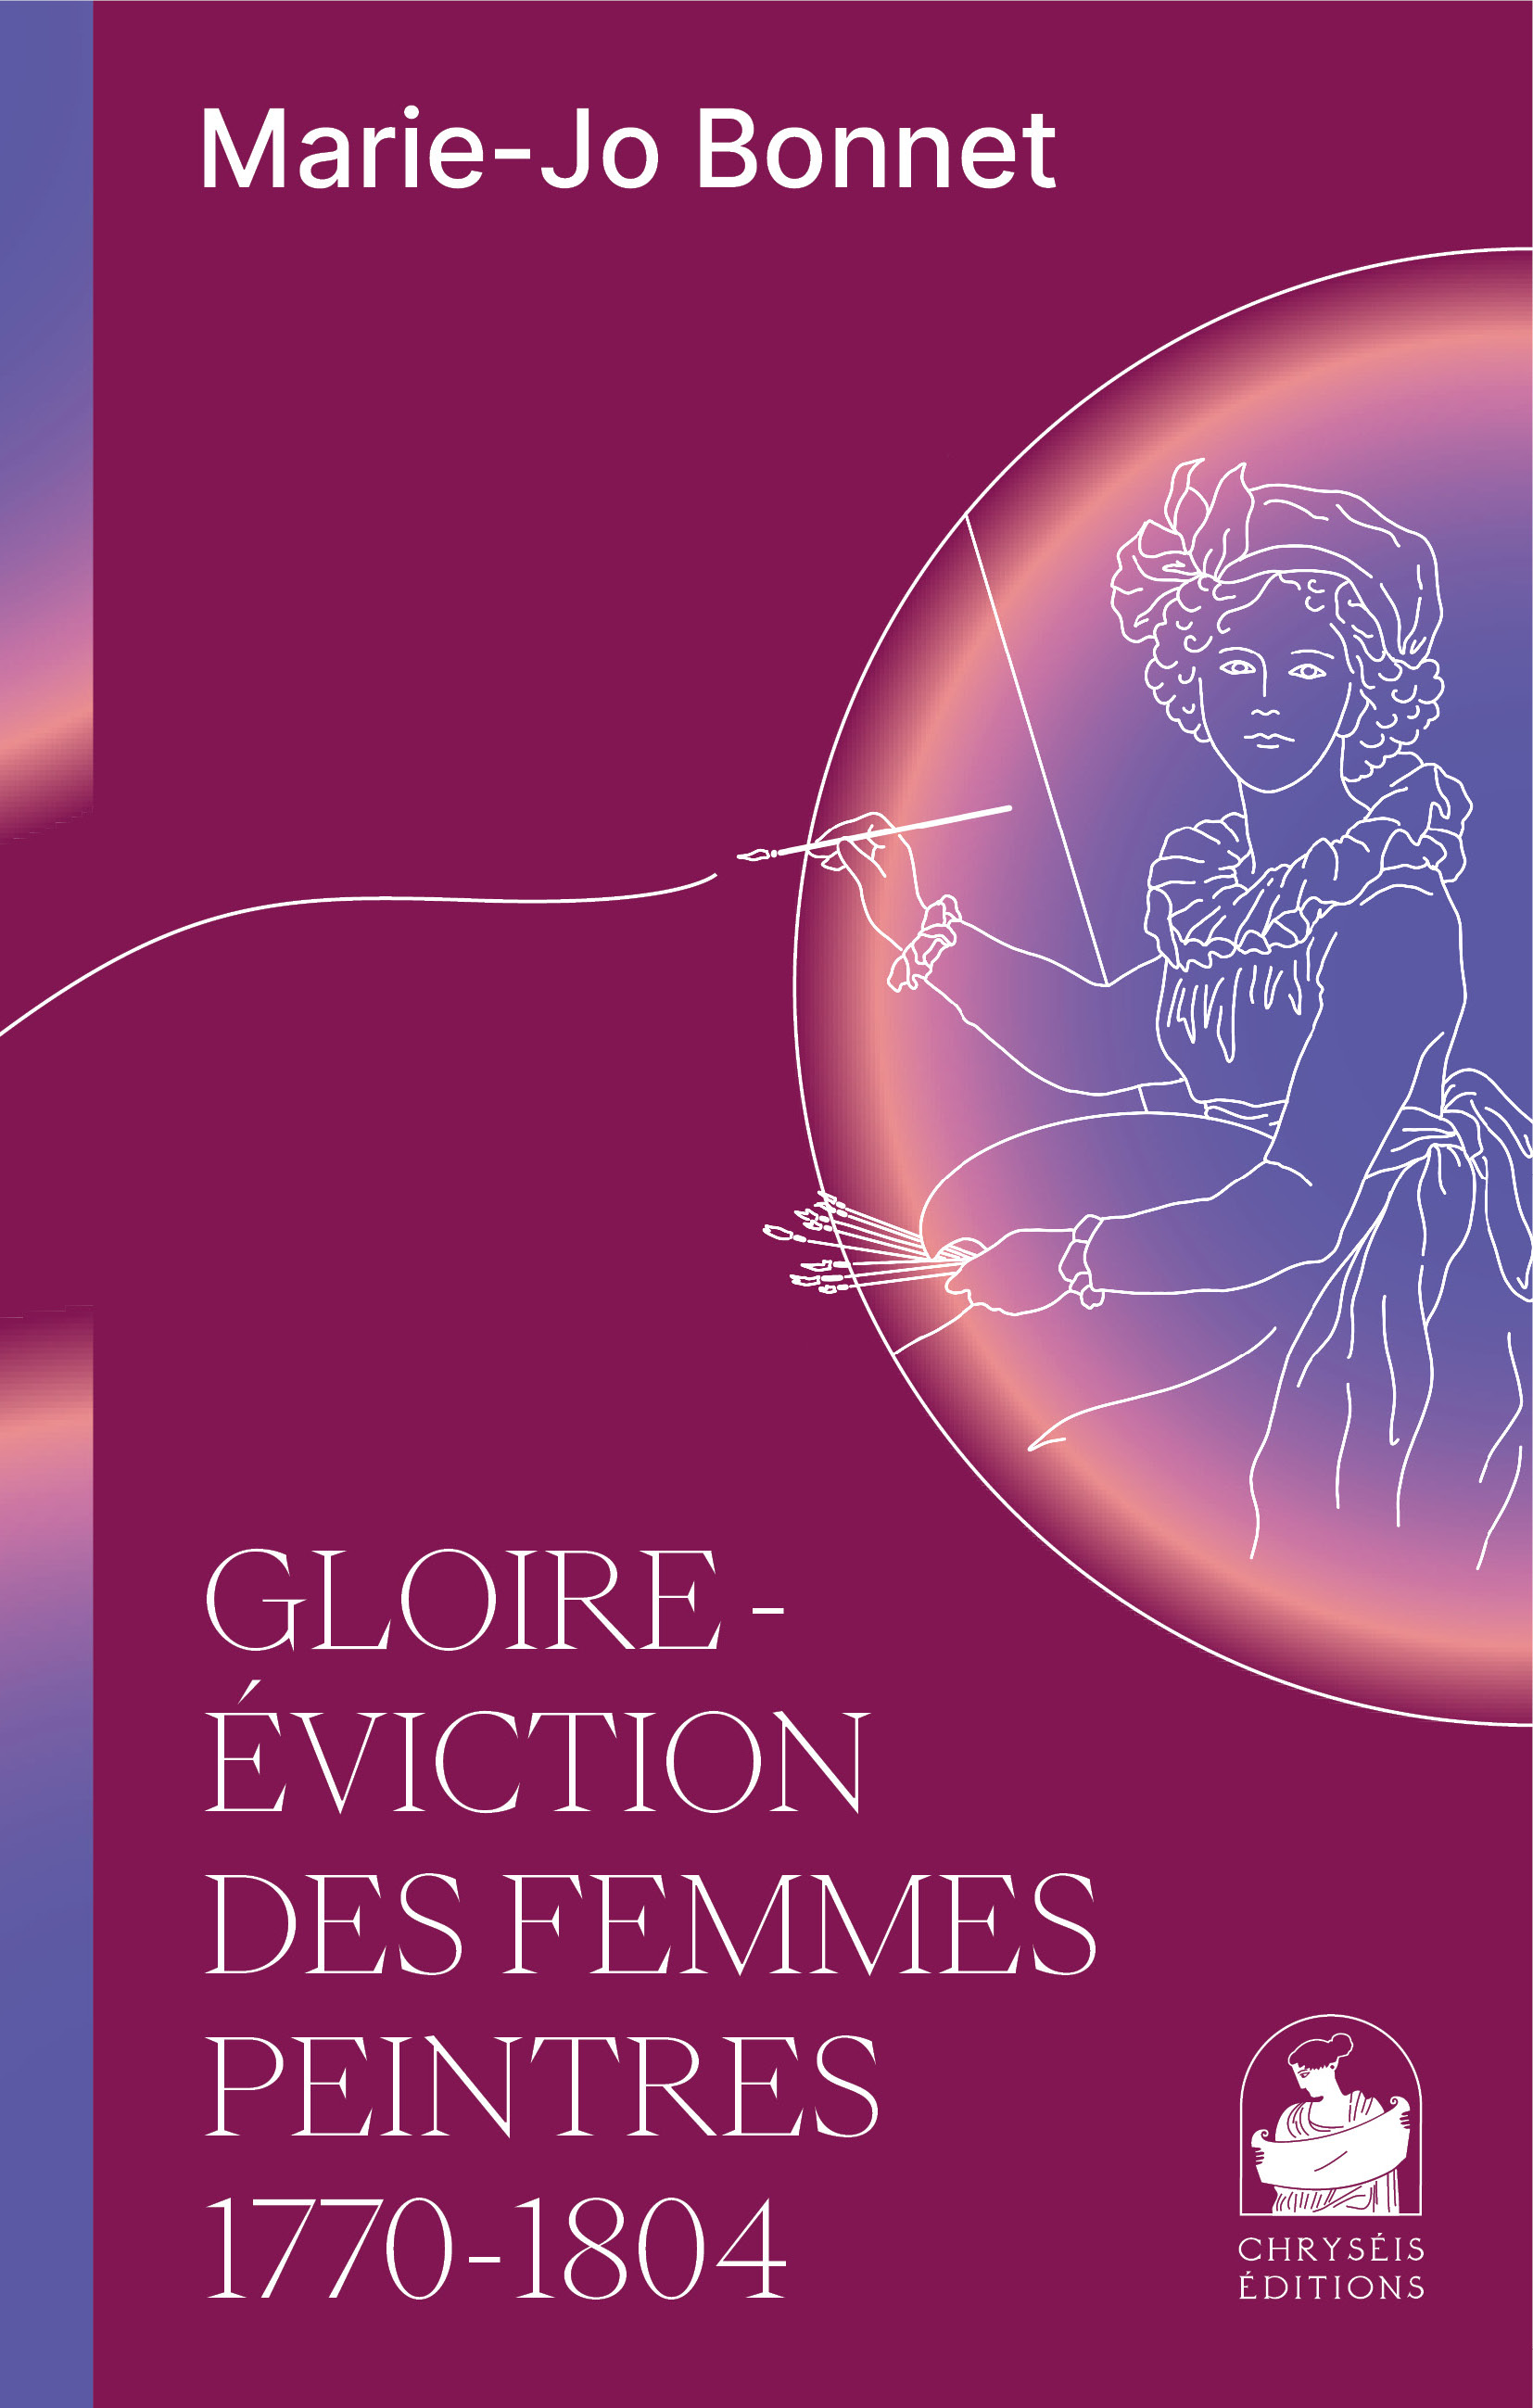 Marie-Jo Bonnet
GLOIRE -
ÉVICTION
DES FEMMES
PEINTRES
1770-1804
CHRYSÉIS
ÉDITIONS